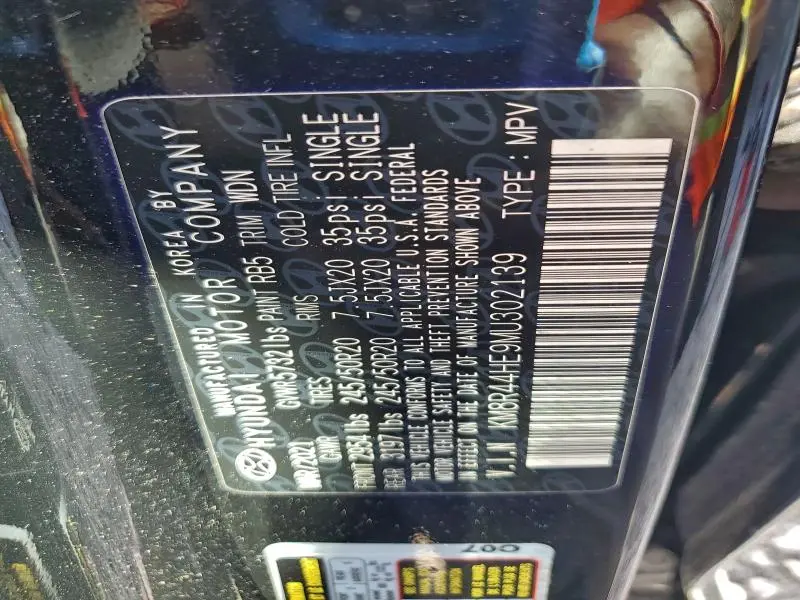 MANUFACTURED IN KOREA BY
HYUNDAI MOTOR COMPANY
MAR/2021 GVWR5732lbs PAINT RB5 TRIM WDN
GAWR TIRES RIMS COLD TIRE INFL
FRONT 2954lbs 245/50R20 7.5JX20 35psi SINGLE
REAR 3197lbs 245/50R20 7.5JX20 35psi SINGLE
THIS VEHICLE CONFORMS TO ALL APPLICABLE U.S.A. FEDERAL
MOTOR VEHICLE SAFETY AND THEFT PREVENTION STANDARDS
IN EFFECT ON THE DATE OF MANUFACTURE SHOWN ABOVE
V.I.N KM8R44HE9MU302139 TYPE : MPV
C07